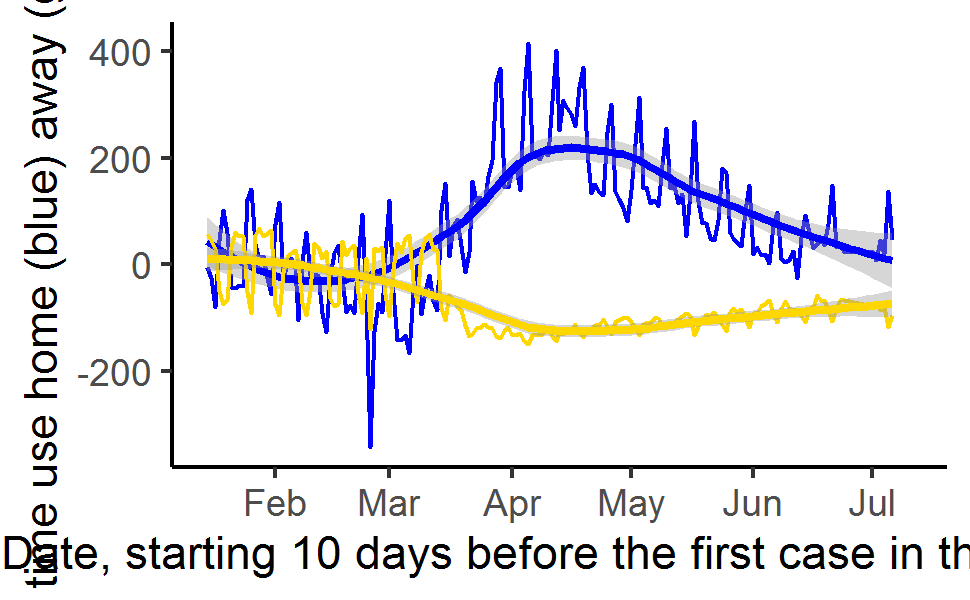 time use home (blue) away (
400
200
0
-200
Feb Mar Apr May Jun Jul
Date, starting 10 days before the first case in th